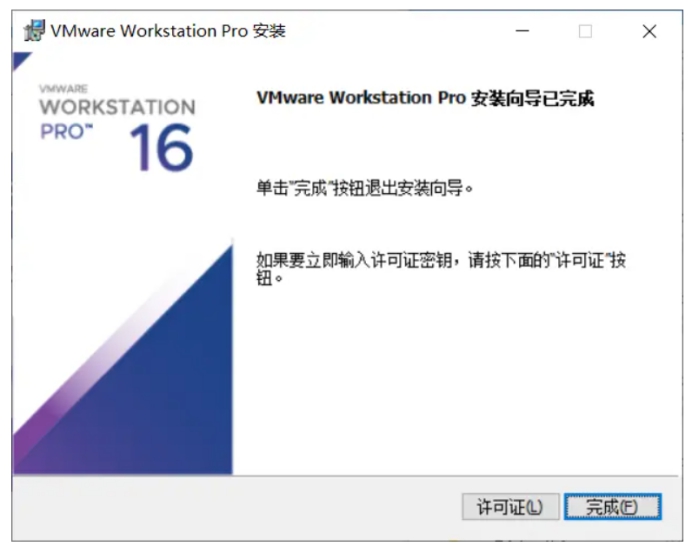 VMware Workstation Pro 安装
VMWARE
WORKSTATION
PRO™ 16
VMware Workstation Pro 安装向导已完成
单击"完成"按钮退出安装向导。
如果要立即输入许可证密钥，请按下面的"许可证"按
钮。
许可证(L) 完成(F)